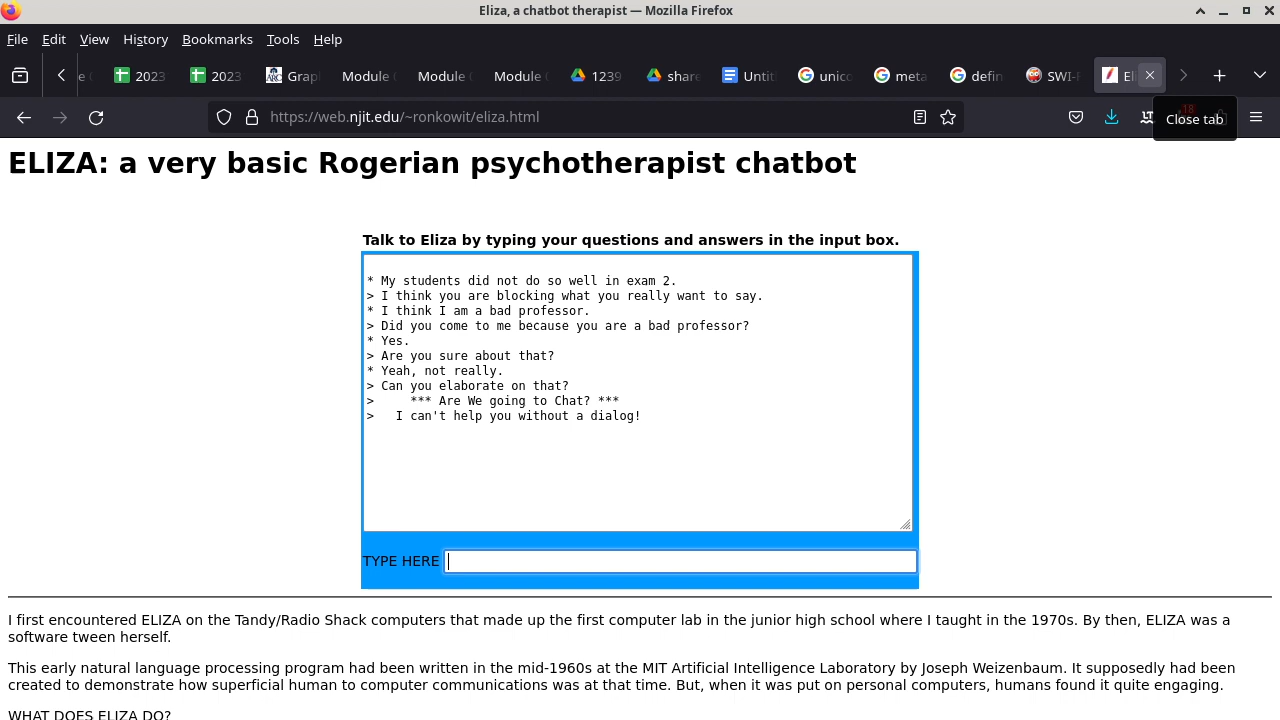 Eliza, a chatbot therapist — Mozilla Firefox
File Edit View History Bookmarks Tools Help
2023 2023 Grap Module Module Module 1239 share Unti unico meta defin SWI- El
https://web.njit.edu/~ronkowit/eliza.html
18
Close tab
ELIZA: a very basic Rogerian psychotherapist chatbot
Talk to Eliza by typing your questions and answers in the input box.
* My students did not do so well in exam 2.
> I think you are blocking what you really want to say.
* I think I am a bad professor.
> Did you come to me because you are a bad professor?
* Yes.
> Are you sure about that?
* Yeah, not really.
> Can you elaborate on that?
> *** Are We going to Chat? ***
> I can't help you without a dialog!
TYPE HERE
I first encountered ELIZA on the Tandy/Radio Shack computers that made up the first computer lab in the junior high school where I taught in the 1970s. By then, ELIZA was a
software tween herself.
This early natural language processing program had been written in the mid-1960s at the MIT Artificial Intelligence Laboratory by Joseph Weizenbaum. It supposedly had been
created to demonstrate how superficial human to computer communications was at that time. But, when it was put on personal computers, humans found it quite engaging.
WHAT DOES ELIZA DO?